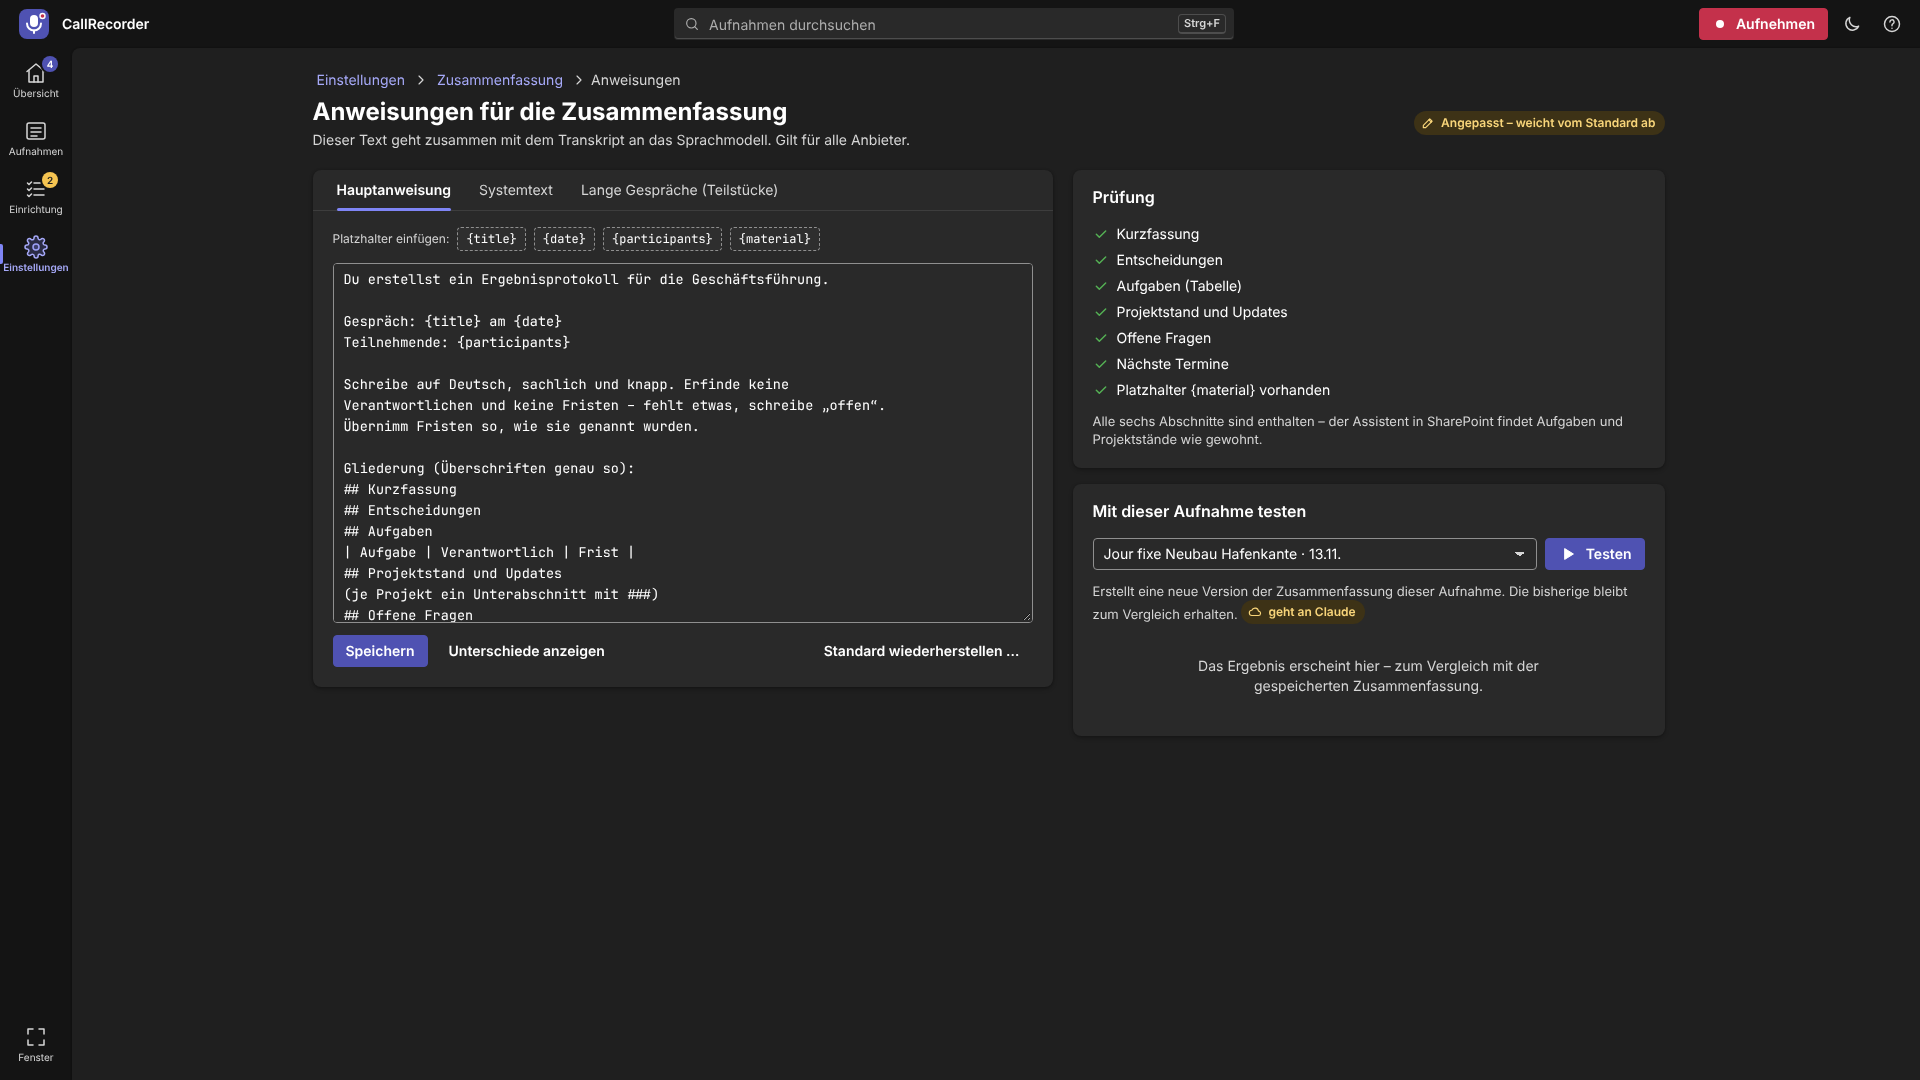 CallRecorder
Aufnahmen durchsuchen
Strg+F
Aufnehmen
4
Übersicht
Aufnahmen
2
Einrichtung
Einstellungen
Fenster
Einstellungen > Zusammenfassung > Anweisungen
Anweisungen für die Zusammenfassung
Dieser Text geht zusammen mit dem Transkript an das Sprachmodell. Gilt für alle Anbieter.
Angepasst – weicht vom Standard ab
Hauptanweisung Systemtext Lange Gespräche (Teilstücke)
Platzhalter einfügen: {title} {date} {participants} {material}
Du erstellst ein Ergebnisprotokoll für die Geschäftsführung.
Gespräch: {title} am {date}
Teilnehmende: {participants}
Schreibe auf Deutsch, sachlich und knapp. Erfinde keine
Verantwortlichen und keine Fristen – fehlt etwas, schreibe „offen“.
Übernimm Fristen so, wie sie genannt wurden.
Gliederung (Überschriften genau so):
## Kurzfassung
## Entscheidungen
## Aufgaben
| Aufgabe | Verantwortlich | Frist |
## Projektstand und Updates
(je Projekt ein Unterabschnitt mit ###)
## Offene Fragen
Speichern Unterschiede anzeigen Standard wiederherstellen ...
Prüfung
Kurzfassung
Entscheidungen
Aufgaben (Tabelle)
Projektstand und Updates
Offene Fragen
Nächste Termine
Platzhalter {material} vorhanden
Alle sechs Abschnitte sind enthalten – der Assistent in SharePoint findet Aufgaben und
Projektstände wie gewohnt.
Mit dieser Aufnahme testen
Jour fixe Neubau Hafenkante · 13.11.
Testen
Erstellt eine neue Version der Zusammenfassung dieser Aufnahme. Die bisherige bleibt
zum Vergleich erhalten. geht an Claude
Das Ergebnis erscheint hier – zum Vergleich mit der
gespeicherten Zusammenfassung.